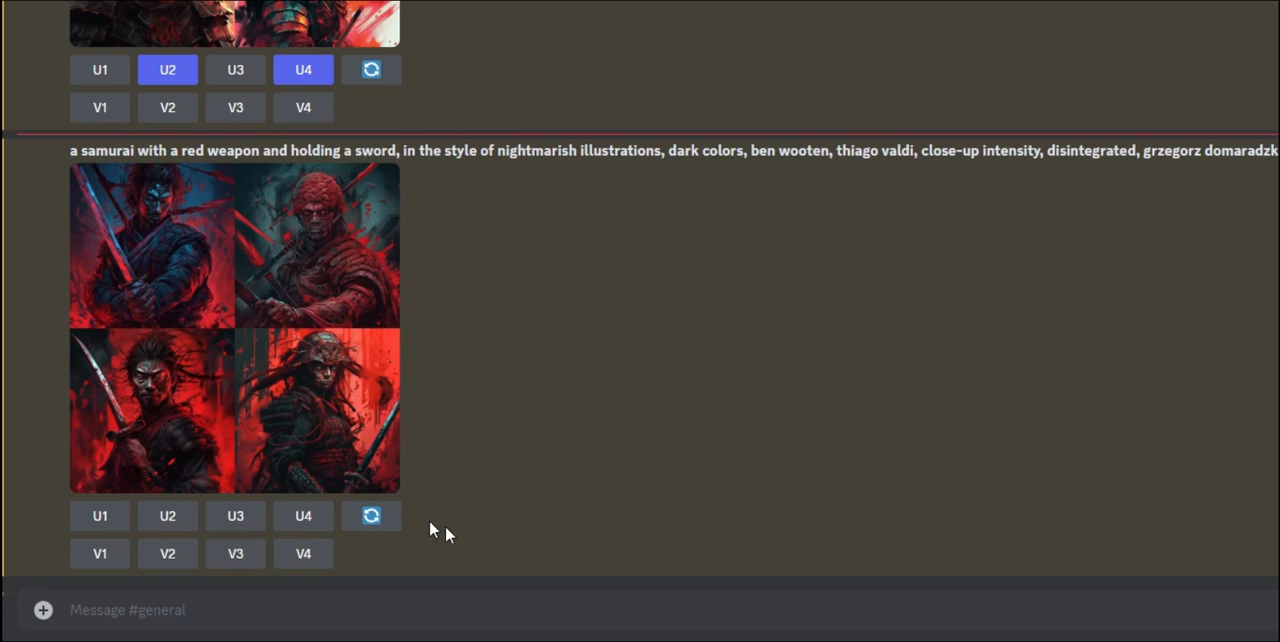 U1 U2 U3 U4
V1 V2 V3 V4
a samurai with a red weapon and holding a sword, in the style of nightmarish illustrations, dark colors, ben wooten, thiago valdi, close-up intensity, disintegrated, grzegorz domaradzk
U1 U2 U3 U4
V1 V2 V3 V4
Message #general